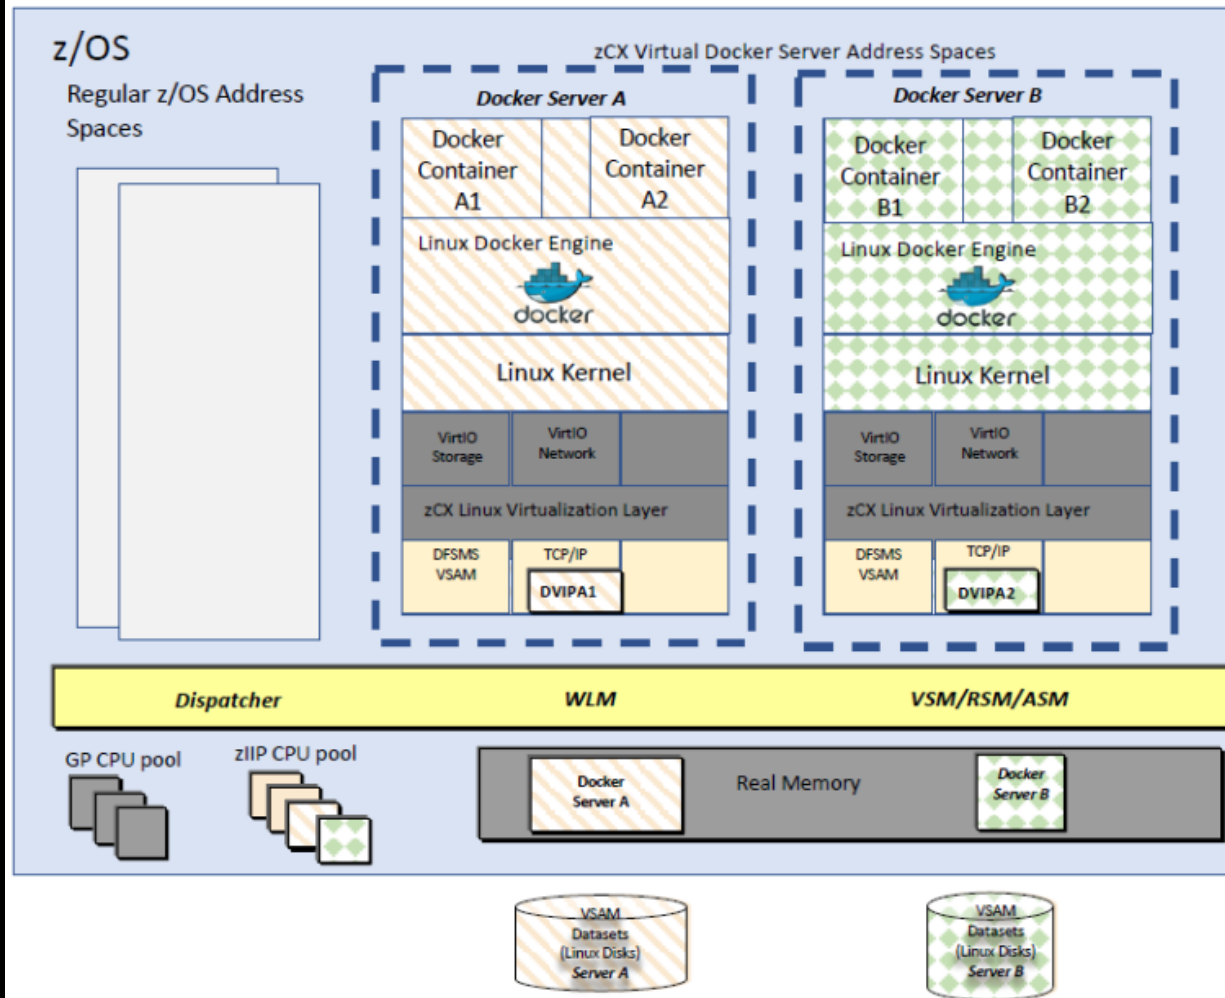 z/OS
zCX Virtual Docker Server Address Spaces
Regular z/OS Address
Spaces
Docker Server A
Docker
Container
A1
Docker
Container
A2
Linux Docker Engine
docker
Linux Kernel
VirtIO
Storage
VirtIO
Network
zCX Linux Virtualization Layer
DFSMS
VSAM
TCP/IP
DVIPA1
Docker Server B
Docker
Container
B1
Docker
Container
B2
Linux Docker Engine
docker
Linux Kernel
VirtIO
Storage
VirtIO
Network
zCX Linux Virtualization Layer
DFSMS
VSAM
TCP/IP
DVIPA2
Dispatcher
WLM
VSM/RSM/ASM
GP CPU pool
zIIP CPU pool
Docker
Server A
Real Memory
Docker
Server B
VSAM
Datasets
(Linux Disks)
Server A
VSAM
Datasets
(Linux Disks)
Server B